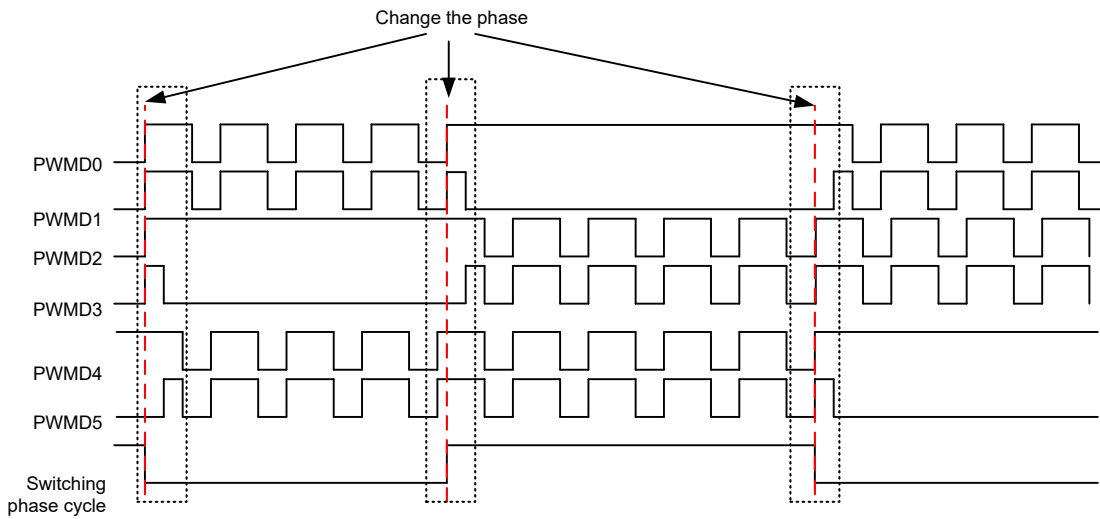 Change the phase
PWMD0
PWMD1
PWMD2
PWMD3
PWMD4
PWMD5
Switching
phase cycle